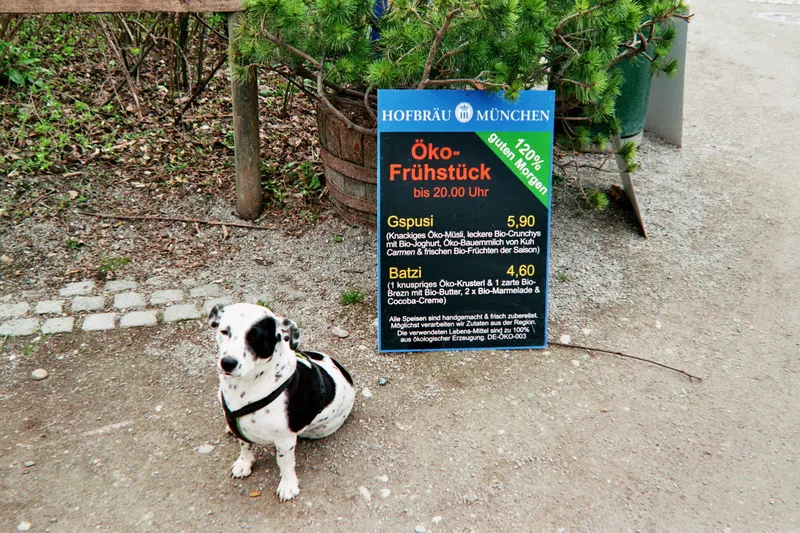 HOFBRÄU HB MÜNCHEN
Öko-
Frühstück
bis 20.00 Uhr
120%
guten Morgen
Gspusi 5,90
(Knackiges Öko-Müsli, leckere Bio-Crunchys
mit Bio-Joghurt, Öko-Bauernmilch von Kuh
Carmen & frischen Bio-Früchten der Saison)
Batzi 4,60
(1 knuspriges Öko-Krusterl & 1 zarte Bio-
Brezn mit Bio-Butter, 2 x Bio-Marmelade &
Cocoba-Creme)
Alle Speisen sind handgemacht & frisch zubereitet.
Möglichst verarbeiten wir Zutaten aus der Region.
Die verwendeten Lebens-Mittel sind zu 100%
aus ökologischer Erzeugung. DE-ÖKO-003